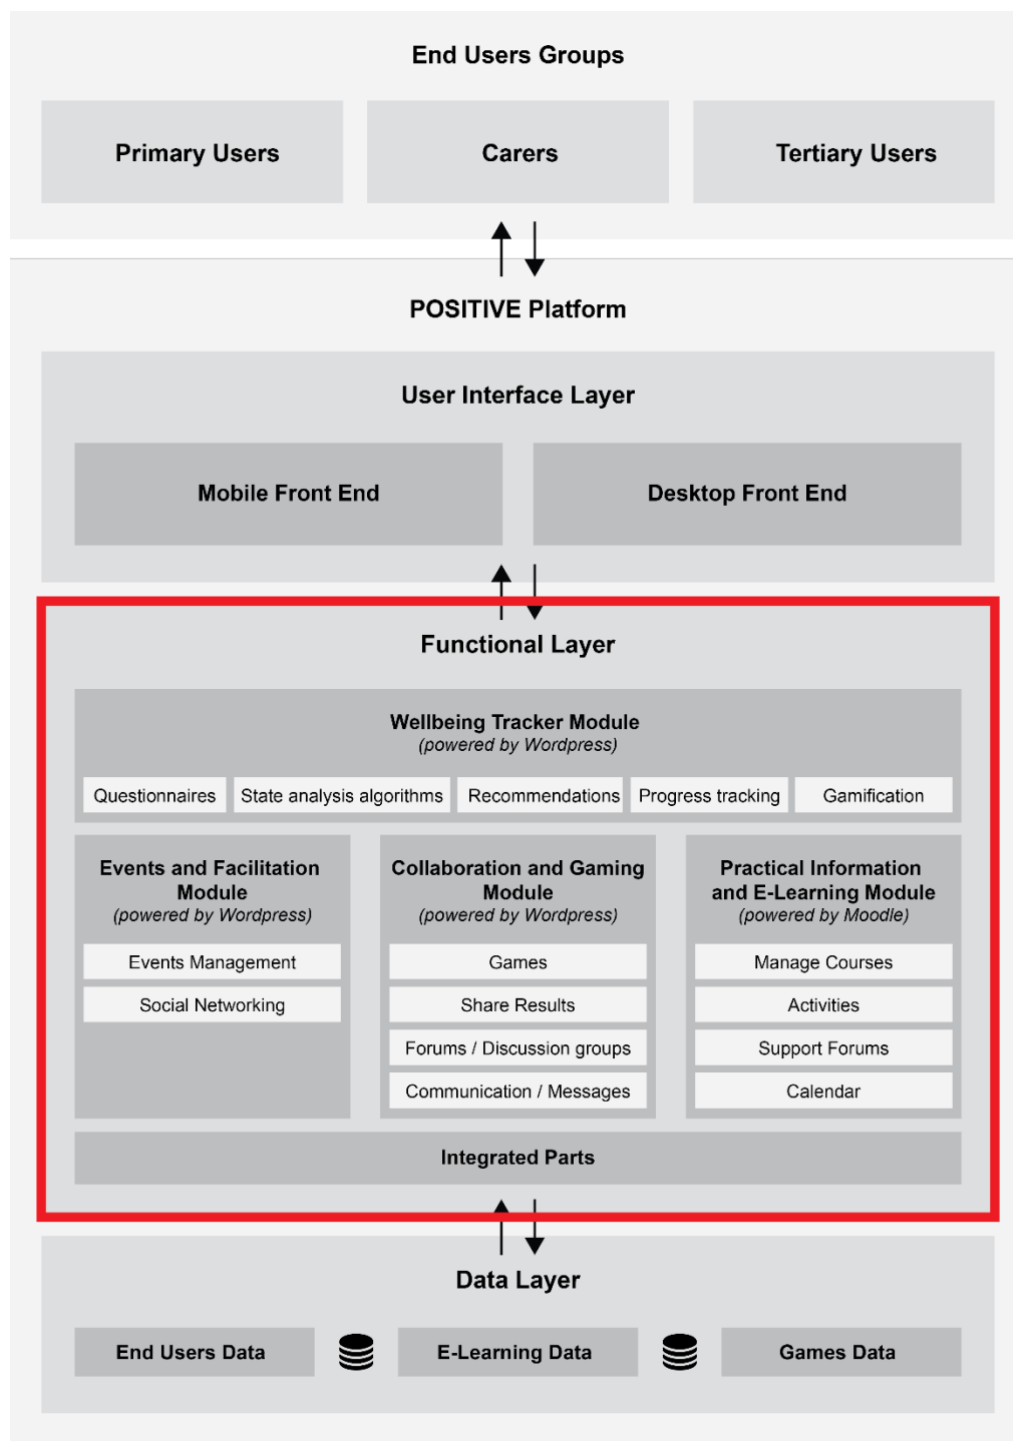 End Users Groups
Primary Users
Carers
Tertiary Users
POSITIVE Platform
User Interface Layer
Mobile Front End
Desktop Front End
Functional Layer
Wellbeing Tracker Module
(powered by Wordpress)
Questionnaires
State analysis algorithms
Recommendations
Progress tracking
Gamification
Events and Facilitation
Module
(powered by Wordpress)
Events Management
Social Networking
Collaboration and Gaming
Module
(powered by Wordpress)
Games
Share Results
Forums / Discussion groups
Communication / Messages
Practical Information
and E-Learning Module
(powered by Moodle)
Manage Courses
Activities
Support Forums
Calendar
Integrated Parts
Data Layer
End Users Data
E-Learning Data
Games Data